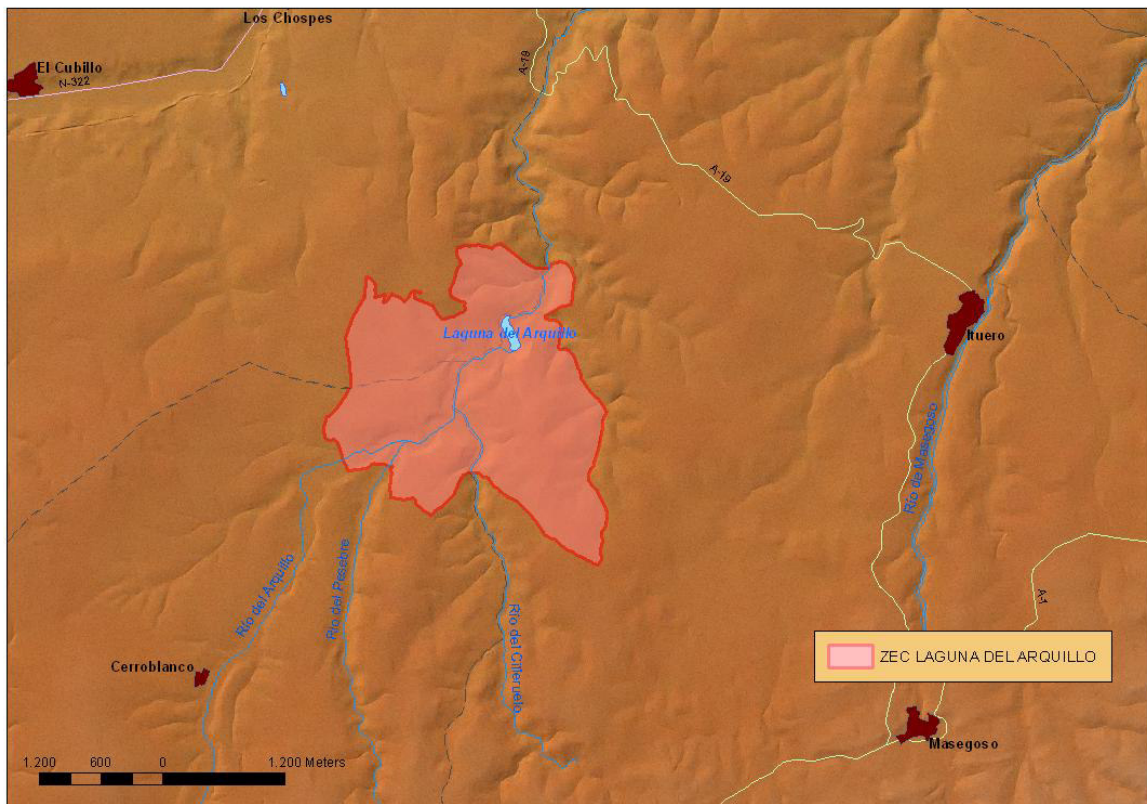 Los Chospes
El Cubillo
N-322
A-19
A-19
Laguna del Arquillo
Ituero
Río de Masegoso
Río del Arquillo
Río del Pesebre
Río del Cilleruelo
A-1
ZEC LAGUNA DEL ARQUILLO
Cerroblanco
Masegoso
1.200 600 0 1.200 Meters